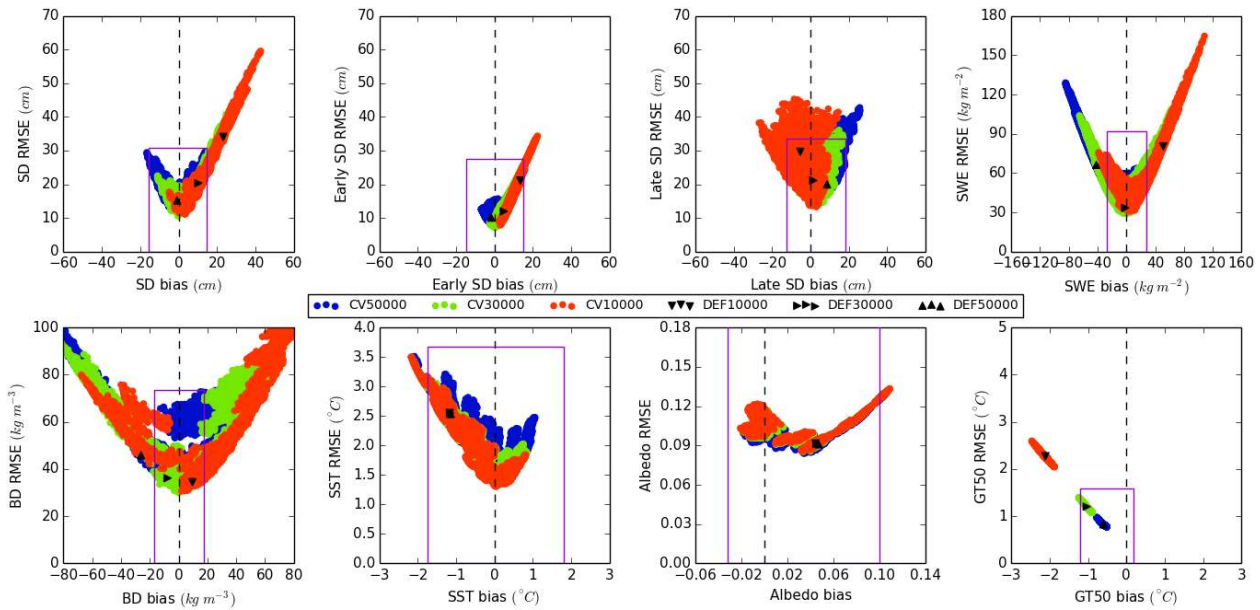 70
60
50
40
30
20
10
0
−60 −40 −20 0 20 40 60
SD RMSE (cm)
SD bias (cm)
70
60
50
40
30
20
10
0
−60 −40 −20 0 20 40 60
Early SD RMSE (cm)
Early SD bias (cm)
70
60
50
40
30
20
10
0
−60 −40 −20 0 20 40 60
Late SD RMSE (cm)
Late SD bias (cm)
180
150
120
90
60
30
0
−160 −120 −80 −40 0 40 80 120 160
SWE RMSE (kg m⁻²)
SWE bias (kg m⁻²)
CV50000 CV30000 CV10000 DEF10000 DEF30000 DEF50000
100
80
60
40
20
0
−80 −60 −40 −20 0 20 40 60 80
BD RMSE (kg m⁻³)
BD bias (kg m⁻³)
4.0
3.5
3.0
2.5
2.0
1.5
1.0
0.5
0.0
−3 −2 −1 0 1 2 3
SST RMSE (°C)
SST bias (°C)
0.18
0.15
0.12
0.09
0.06
0.03
0.00
−0.06 −0.02 0.02 0.06 0.10 0.14
Albedo RMSE
Albedo bias
5
4
3
2
1
0
−3 −2 −1 0 1 2 3
GT50 RMSE (°C)
GT50 bias (°C)